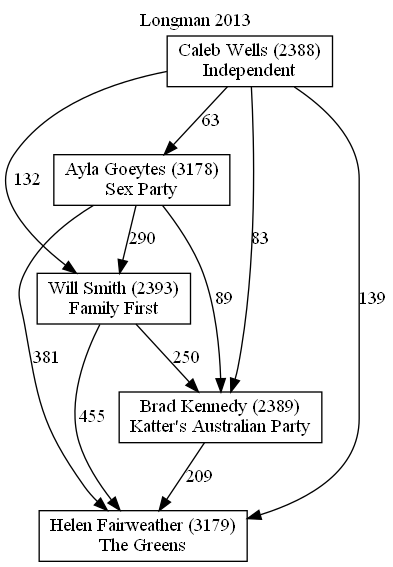 Longman 2013
Caleb Wells (2388)
Independent
63
Ayla Goeytes (3178)
Sex Party
132
290
83
139
Will Smith (2393)
Family First
89
381
250
455
Brad Kennedy (2389)
Katter's Australian Party
209
Helen Fairweather (3179)
The Greens